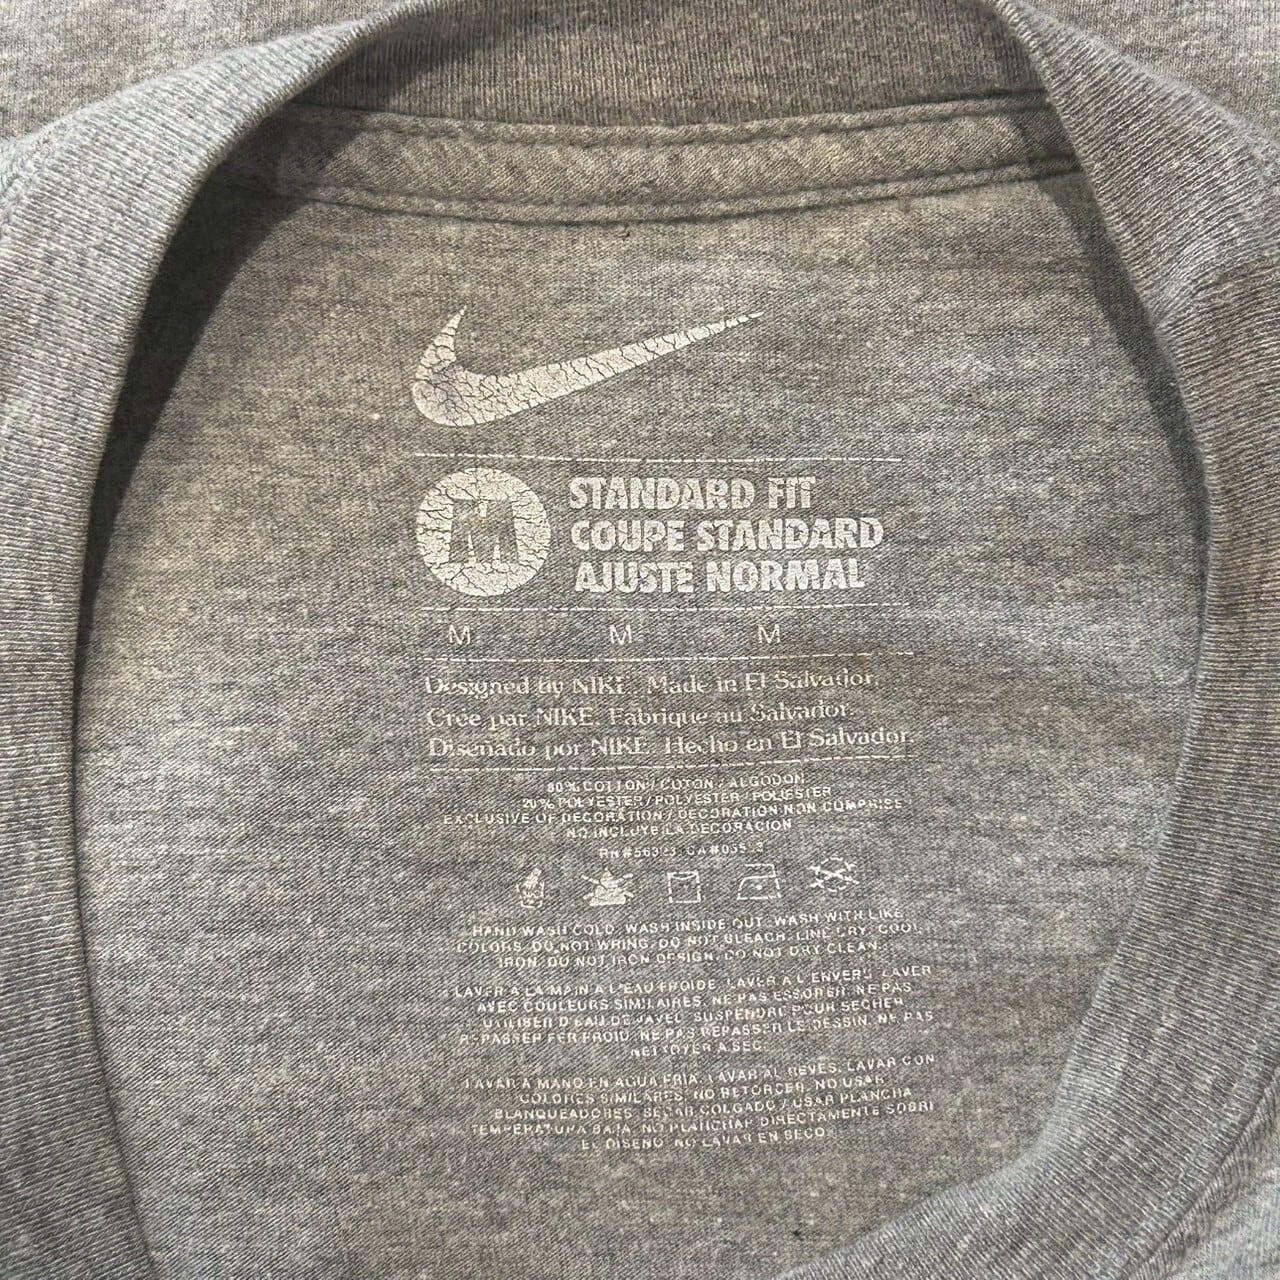 M
STANDARD FIT
COUPE STANDARD
AJUSTE NORMAL
M M M
Designed by NIKE. Made in El Salvador.
Crée par NIKE. Fabrique au Salvador.
Diseñado por NIKE. Hecho en El Salvador.
80% COTTON / COTON / ALGODON
20% POLYESTER / POLYESTER / POLIESTER
EXCLUSIVE OF DECORATION / DECORATION NON COMPRISE
NO INCLUYE LA DECORACION
HAND WASH COLD, WASH INSIDE OUT, WASH WITH LIKE
COLORS. DO NOT WRING. DO NOT BLEACH. LINE DRY. COOL
IRON. DO NOT IRON DESIGN. DO NOT DRY CLEAN.
LAVER A LA MAIN A L'EAU FROIDE, LAVER A L'ENVERS, LAVER
AVEC COULEURS SIMILAIRES. NE PAS ESSORER. NE PAS
UTILISER D'EAU DE JAVEL. SUSPENDRE POUR SECHER
REPASSER FER FROID. NE PAS REPASSER LE DESSIN. NE PAS
NETTOYER A SEC.
LAVAR A MANO EN AGUA FRIA, LAVAR AL REVES, LAVAR CON
COLORES SIMILARES. NO RETORCER. NO USAR
BLANQUEADORES. SECAR COLGADO / USAR PLANCHA
TEMPERATURA BAJA. NO PLANCHAR DIRECTAMENTE SOBRE
EL DISENO. NO LAVAR EN SECO.